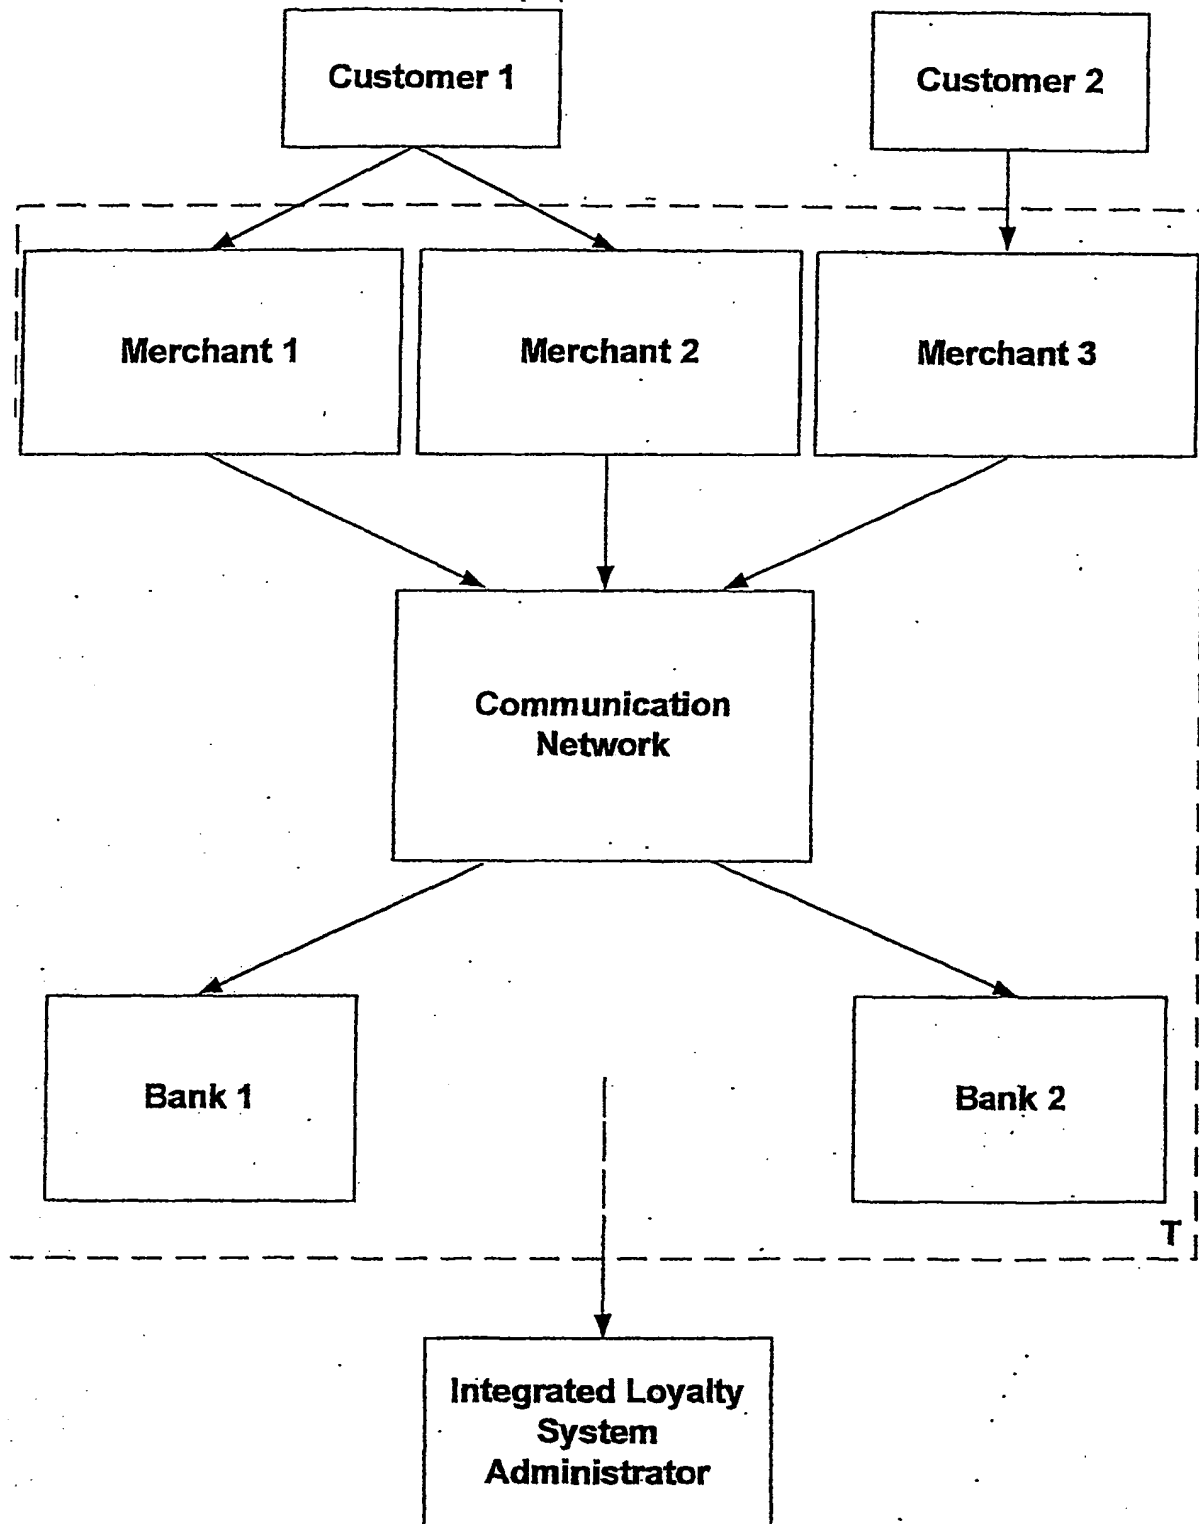 Customer 1
Customer 2
Merchant 1
Merchant 2
Merchant 3
Communication
Network
Bank 1
Bank 2
T
Integrated Loyalty
System
Administrator